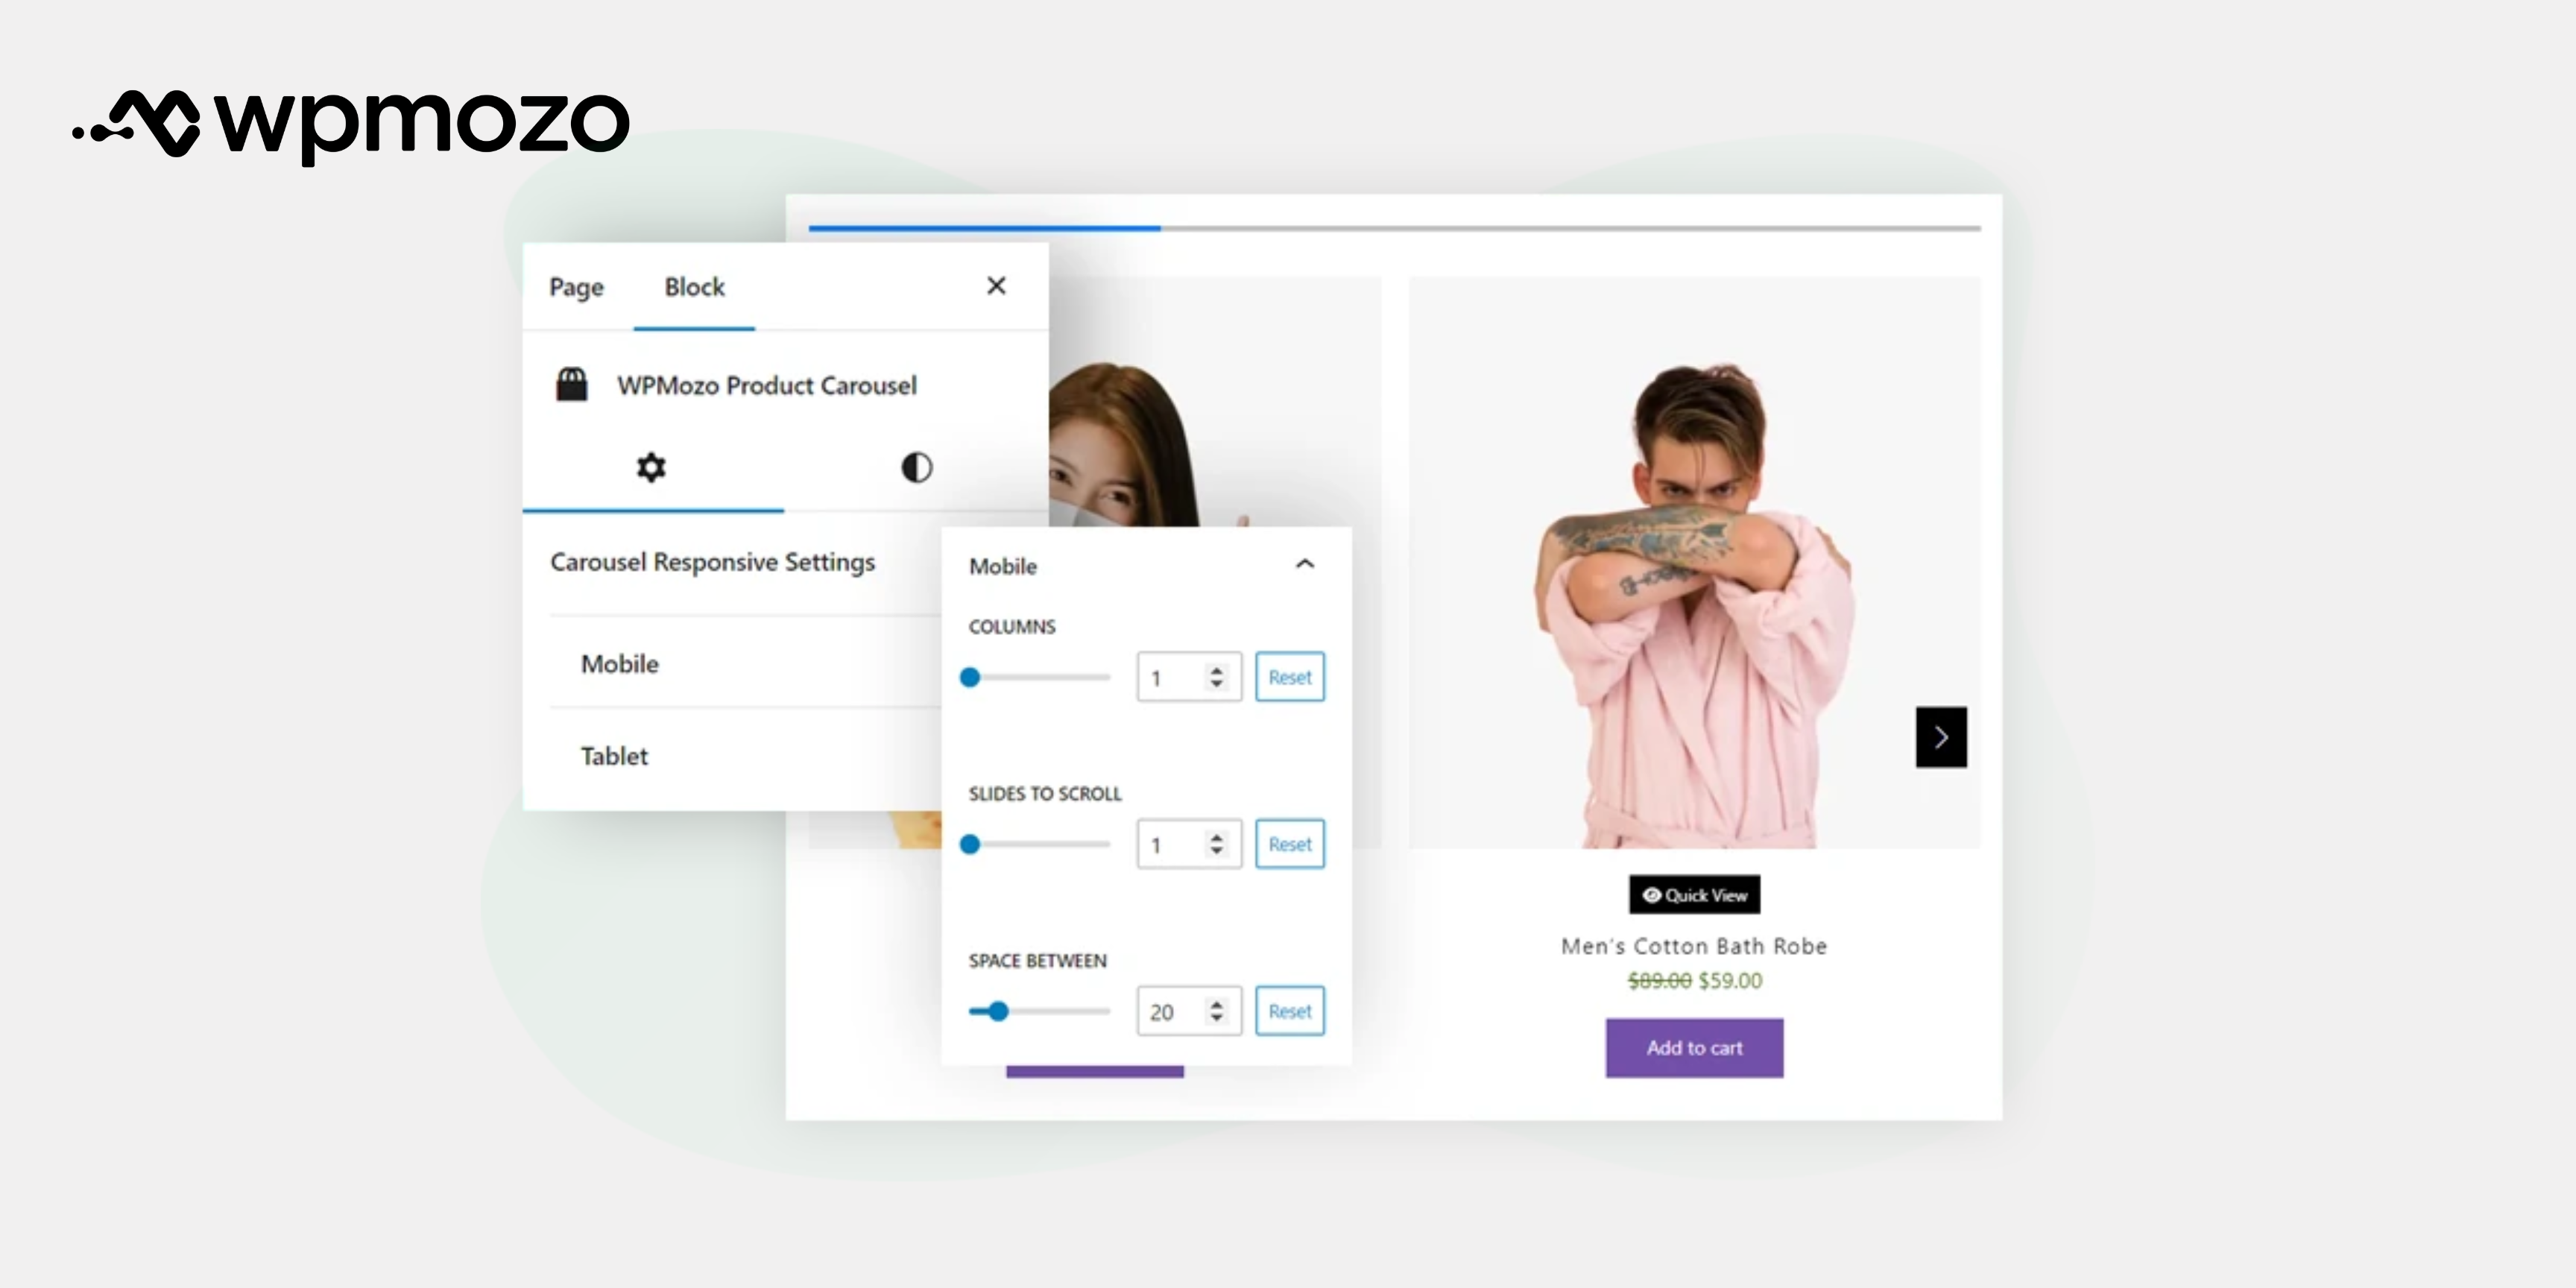 wpmozo
Page Block
WPMozo Product Carousel
Carousel Responsive Settings
Mobile
Tablet
Mobile
COLUMNS
1 Reset
SLIDES TO SCROLL
1 Reset
SPACE BETWEEN
20 Reset
Quick View
Men's Cotton Bath Robe
$89.00 $59.00
Add to cart